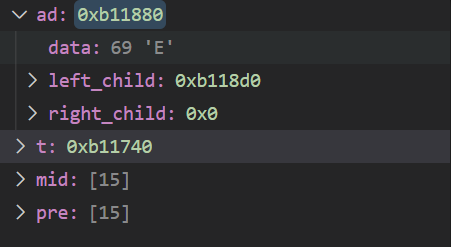 ad: 0xb11880
data: 69 'E'
left_child: 0xb118d0
right_child: 0x0
t: 0xb11740
mid: [15]
pre: [15]